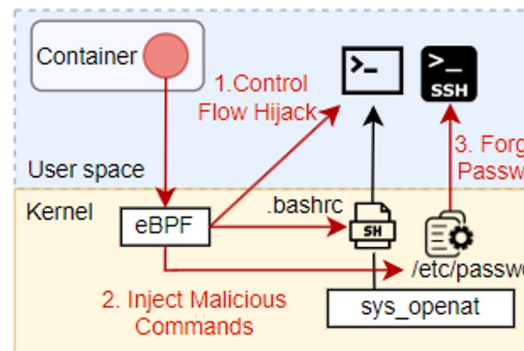 Container
1.Control
Flow Hijack
>_
>_
SSH
3. Forg
Passw
User space
Kernel
.bashrc
eBPF
SH
/etc/passw
2. Inject Malicious
Commands
sys_openat